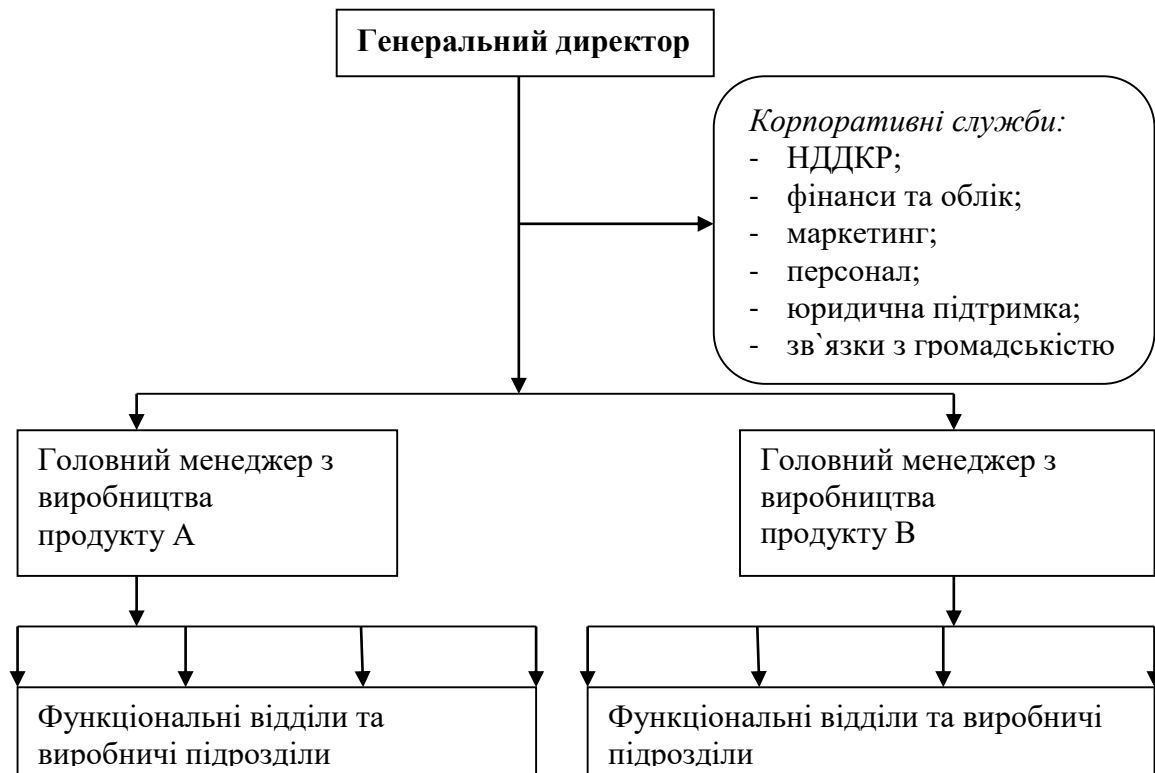 Генеральний директор
Корпоративні служби:
- НДДКР;
- фінанси та облік;
- маркетинг;
- персонал;
- юридична підтримка;
- зв`язки з громадськістю
Головний менеджер з
виробництва
продукту А
Головний менеджер з
виробництва
продукту В
Функціональні відділи та
виробничі підрозділи
Функціональні відділи та виробничі
підрозділи